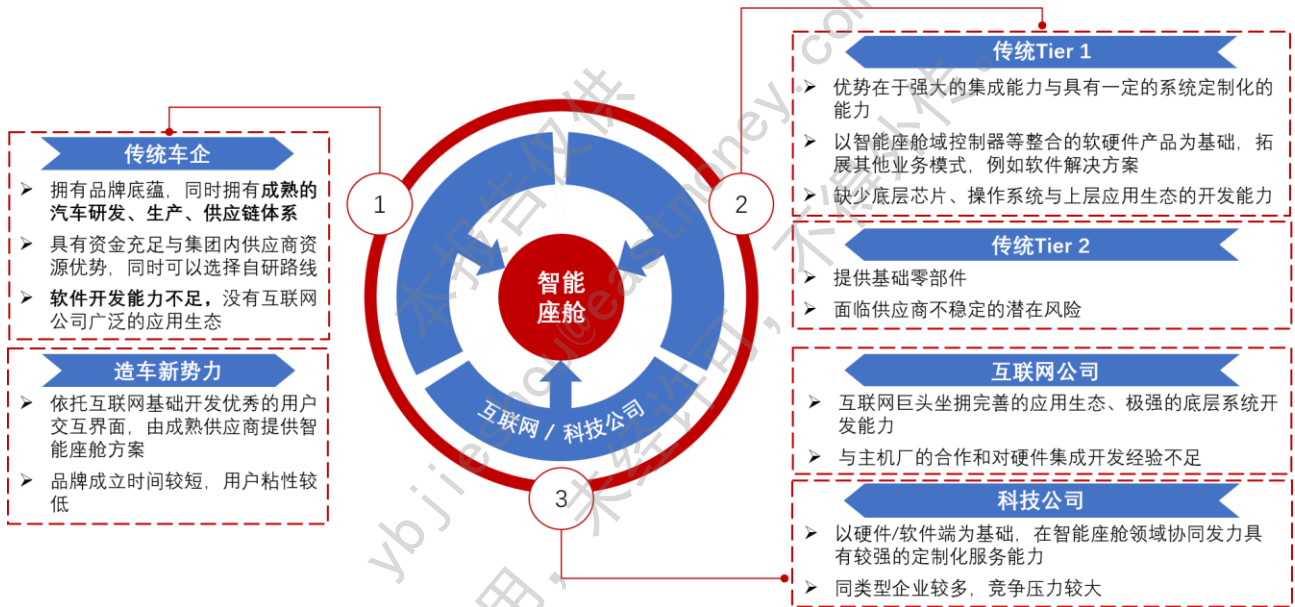 传统车企
➢ 拥有品牌底蕴，同时拥有成熟的
汽车研发、生产、供应链体系
➢ 具有资金充足与集团内供应商资
源优势，同时可以选择自研路线
➢ 软件开发能力不足，没有互联网
公司广泛的应用生态
造车新势力
➢ 依托互联网基础开发优秀的用户
交互界面，由成熟供应商提供智
能座舱方案
➢ 品牌成立时间较短，用户粘性较
低
1
2
3
智能
座舱
互联网 / 科技公司
传统Tier 1
➢ 优势在于强大的集成能力与具有一定的系统定制化的
能力
➢ 以智能座舱域控制器等整合的软硬件产品为基础，拓
展其他业务模式，例如软件解决方案
➢ 缺少底层芯片、操作系统与上层应用生态的开发能力
传统Tier 2
➢ 提供基础零部件
➢ 面临供应商不稳定的潜在风险
互联网公司
➢ 互联网巨头坐拥完善的应用生态、极强的底层系统开
发能力
➢ 与主机厂的合作和对硬件集成开发经验不足
科技公司
➢ 以硬件/软件端为基础，在智能座舱领域协同发力具
有较强的定制化服务能力
➢ 同类型企业较多，竞争压力较大
本报告仅供
ybjieshou@eastmoney.com
用，未经许可，不得外传。